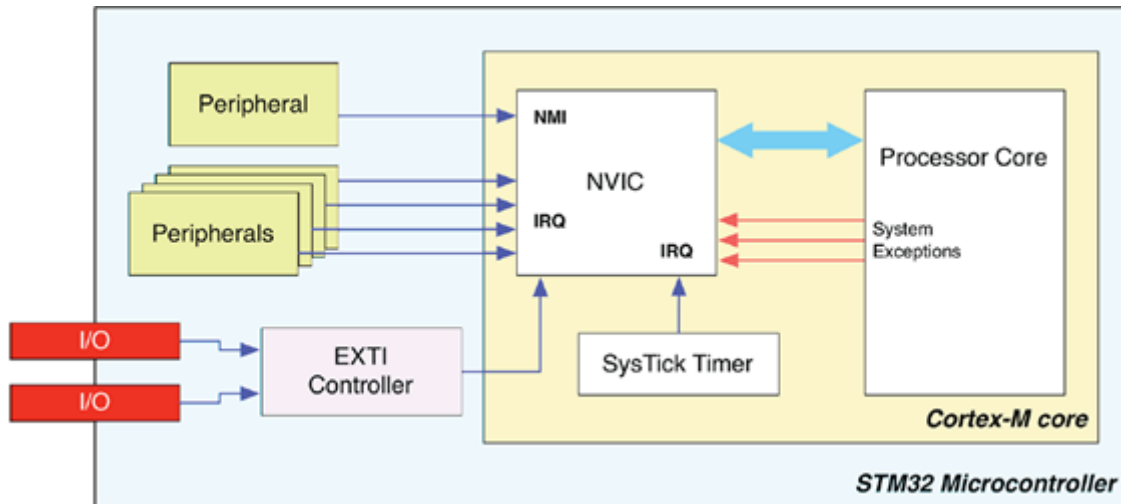 Peripheral
NMI
Processor Core
NVIC
Peripherals
IRQ
System
Exceptions
IRQ
I/O
EXTI
Controller
SysTick Timer
I/O
Cortex-M core
STM32 Microcontroller